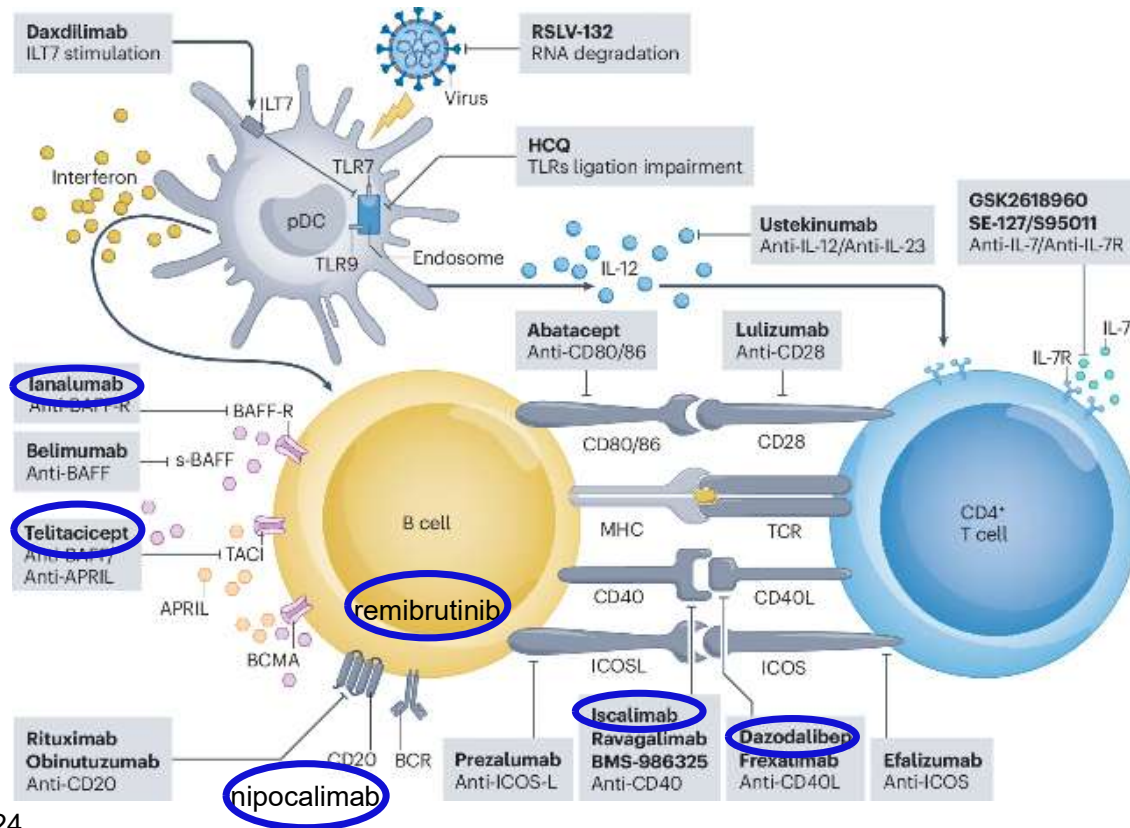 Daxdilimab
ILT7 stimulation
RSLV-132
RNA degradation
Virus
ILT7
TLR7
HCQ
TLRs ligation impairment
Interferon
pDC
TLR9
Endosome
IL-12
Ustekinumab
Anti-IL-12/Anti-IL-23
GSK2618960
SE-127/S95011
Anti-IL-7/Anti-IL-7R
IL-7
IL-7R
Abatacept
Anti-CD80/86
Lulizumab
Anti-CD28
Ianalumab
Anti-BAFF-R
BAFF-R
Belimumab
Anti-BAFF
s-BAFF
Telitacicept
Anti-BAFF/
Anti-APRIL
TACI
APRIL
BCMA
B cell
remibrutinib
CD80/86
CD28
MHC
TCR
CD4⁺
T cell
CD40
CD40L
ICOSL
ICOS
Rituximab
Obinutuzumab
Anti-CD20
CD20
BCR
nipocalimab
Prezalumab
Anti-ICOS-L
Iscalimab
Ravagalimab
BMS-986325
Anti-CD40
Dazodalibep
Frexatimab
Anti-CD40L
Efalizumab
Anti-ICOS